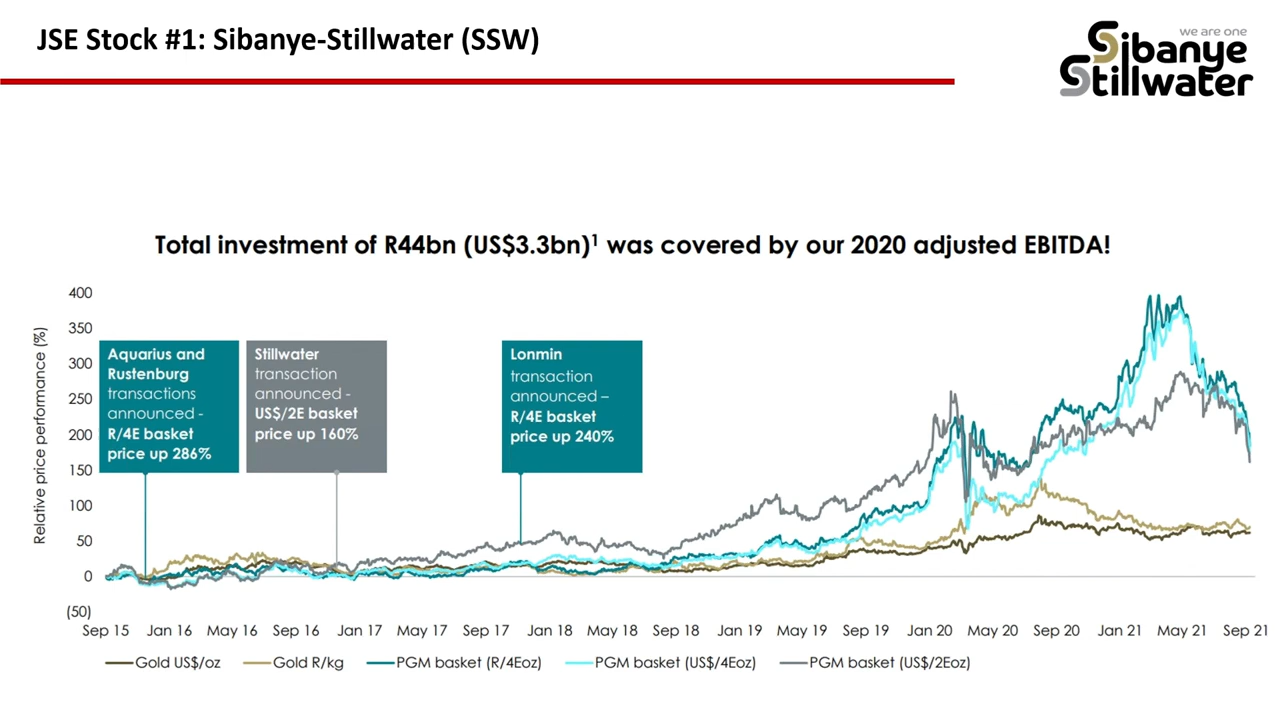 JSE Stock #1: Sibanye-Stillwater (SSW)
we are one
Sibanye
Stillwater
Total investment of R44bn (US$3.3bn)¹ was covered by our 2020 adjusted EBITDA!
Relative price performance (%)
400
350
300
250
200
150
100
50
0
(50)
Aquarius and
Rustenburg
transactions
announced -
R/4E basket
price up 286%
Stillwater
transaction
announced -
US$/2E basket
price up 160%
Lonmin
transaction
announced –
R/4E basket
price up 240%
Sep 15 Jan 16 May 16 Sep 16 Jan 17 May 17 Sep 17 Jan 18 May 18 Sep 18 Jan 19 May 19 Sep 19 Jan 20 May 20 Sep 20 Jan 21 May 21 Sep 21
Gold US$/oz Gold R/kg PGM basket (R/4Eoz) PGM basket (US$/4Eoz) PGM basket (US$/2Eoz)